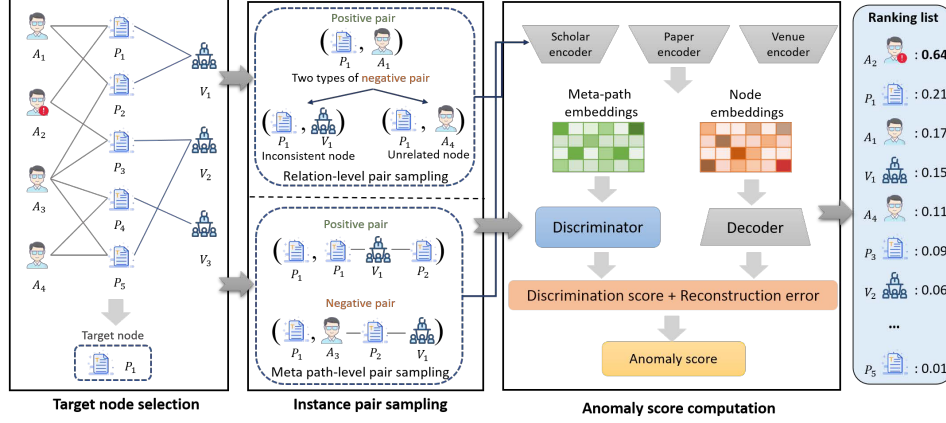 A1
A2
A3
A4
P1
P2
P3
P4
P5
V1
V2
V3
Target node
P1
Target node selection
Positive pair
( , )
P1 A1
Two types of negative pair
( , ) ( , )
P1 V1 P1 A4
Inconsistent node Unrelated node
Relation-level pair sampling
Positive pair
( , )
P1 P1 V1 P2
Negative pair
( , )
P1 A3 P2 V1
Meta path-level pair sampling
Instance pair sampling
Scholar
encoder
Paper
encoder
Venue
encoder
Meta-path
embeddings
Node
embeddings
Discriminator
Decoder
Discrimination score + Reconstruction error
Anomaly score
Anomaly score computation
Ranking list
A2 ! : 0.64
P1 : 0.21
A1 : 0.17
V1 : 0.15
A4 : 0.11
P3 : 0.09
V2 : 0.06
...
P5 : 0.01